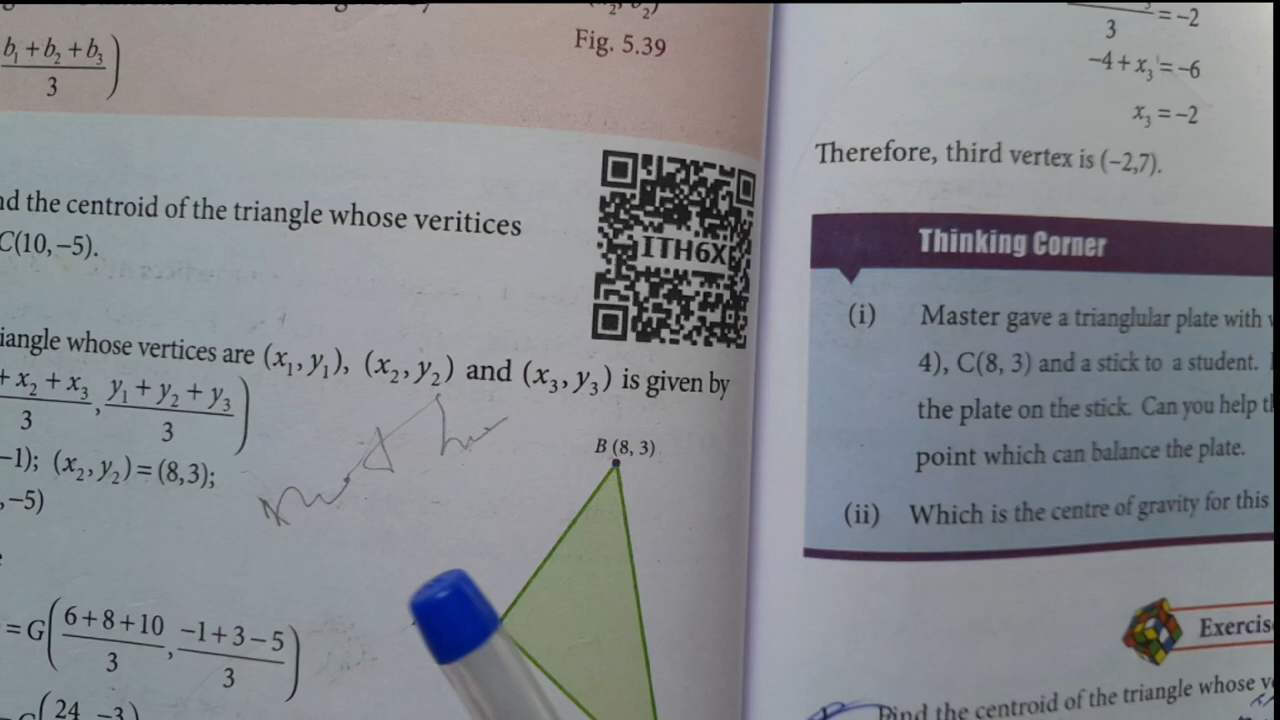 b₁ + b₂ + b₃
3
Fig. 5.39
the centroid of the triangle whose veritices
C(10, −5).
ITH6X
whose vertices are (x₁, y₁), (x₂, y₂) and (x₃, y₃) is given by
+ x₂ + x₃ , y₁ + y₂ + y₃ )
3 3
−1); (x₂, y₂) = (8,3);
,−5)
B (8, 3)
= G( 6+8+10 , −1+3−5 )
3 3
24 −3
= −2
3
−4 + x₃ = −6
x₃ = −2
Therefore, third vertex is (−2,7).
Thinking Corner
(i) Master gave a trianglular plate with
4), C(8, 3) and a stick to a student.
the plate on the stick. Can you help
point which can balance the plate.
(ii) Which is the centre of gravity for this
Exercis
Find the centroid of the triangle whose